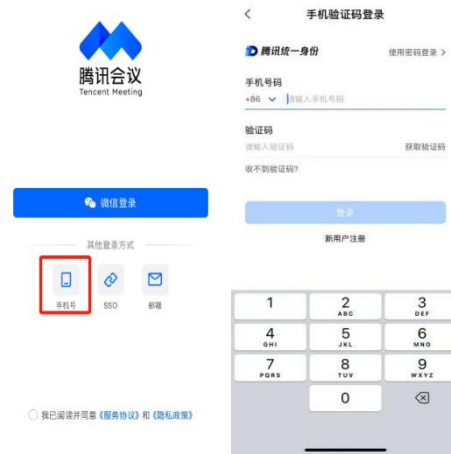 腾讯会议
Tencent Meeting
微信登录
其他登录方式
手机号
SSO
邮箱
我已阅读并同意《服务协议》和《隐私政策》
手机验证码登录
腾讯统一身份
使用密码登录 >
手机号码
+86
请输入手机号码
验证码
请输入验证码
获取验证码
收不到验证码?
登录
新用户注册
1
2 ABC
3 DEF
4 GHI
5 JKL
6 MNO
7 PQRS
8 TUV
9 WXYZ
0